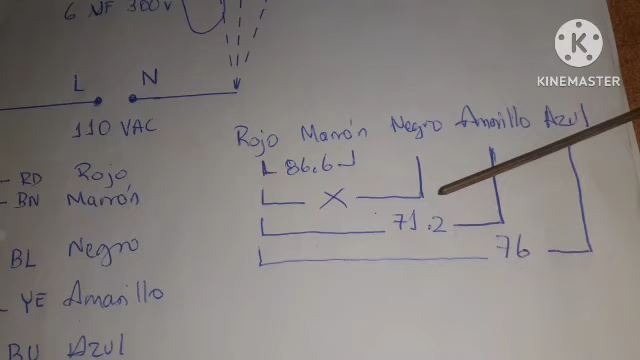 6 NF 300V
K
KINEMASTER
L N
110 VAC
Rojo Marrón Negro Amarillo Azul
86.6
RD Rojo
X
BN Marrón
71.2
BL Negro
76
YE Amarillo
BU Azul